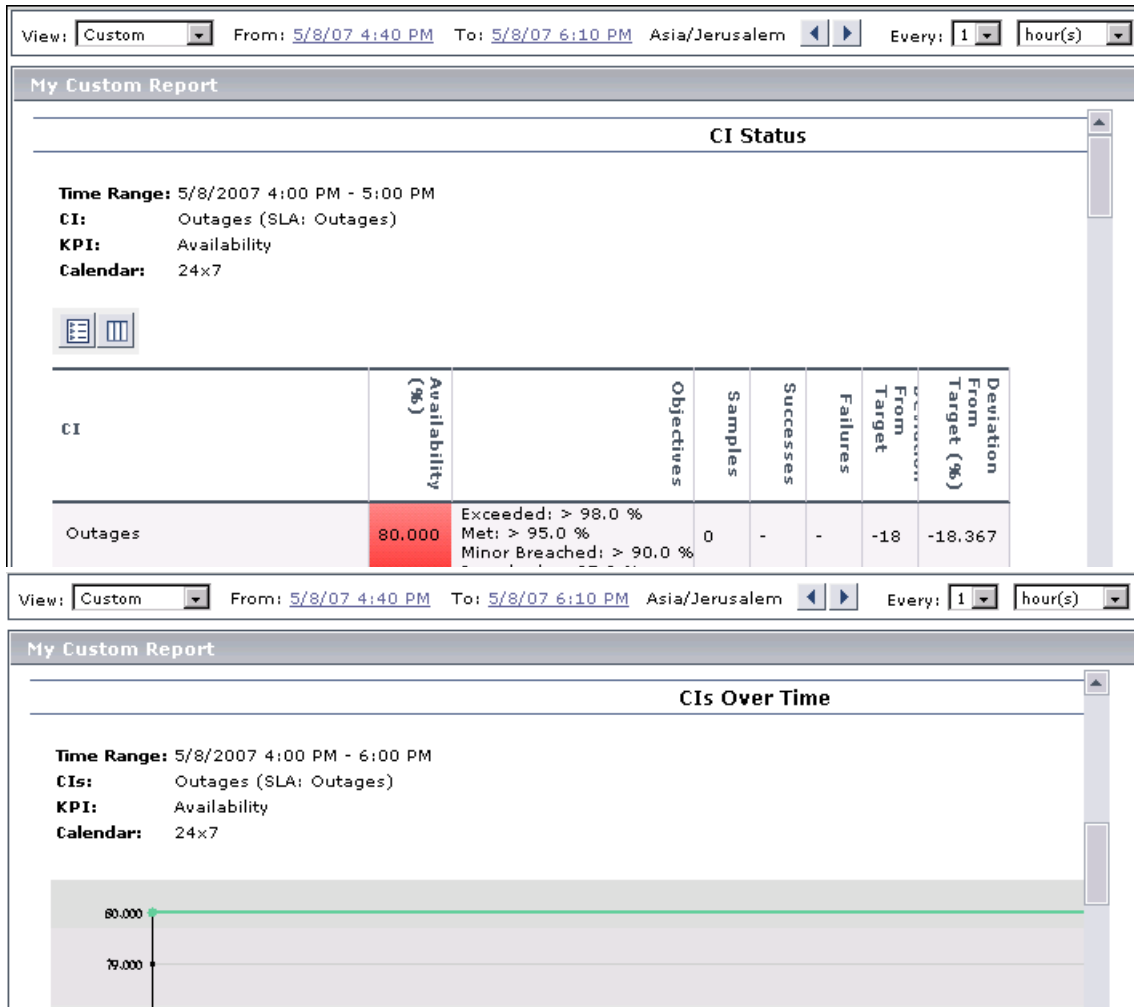 View: Custom From: 5/8/07 4:40 PM To: 5/8/07 6:10 PM Asia/Jerusalem Every: 1 hour(s)
My Custom Report
CI Status
Time Range: 5/8/2007 4:00 PM - 5:00 PM
CI: Outages (SLA: Outages)
KPI: Availability
Calendar: 24x7
CI
Availability (%)
Objectives
Samples
Successes
Failures
From Target
Deviation From Target (%)
Outages 80.000 Exceeded: > 98.0 % 0 - - -18 -18.367
Met: > 95.0 %
Minor Breached: > 90.0 %
View: Custom From: 5/8/07 4:40 PM To: 5/8/07 6:10 PM Asia/Jerusalem Every: 1 hour(s)
My Custom Report
CIs Over Time
Time Range: 5/8/2007 4:00 PM - 6:00 PM
CIs: Outages (SLA: Outages)
KPI: Availability
Calendar: 24x7
80.000
79.000